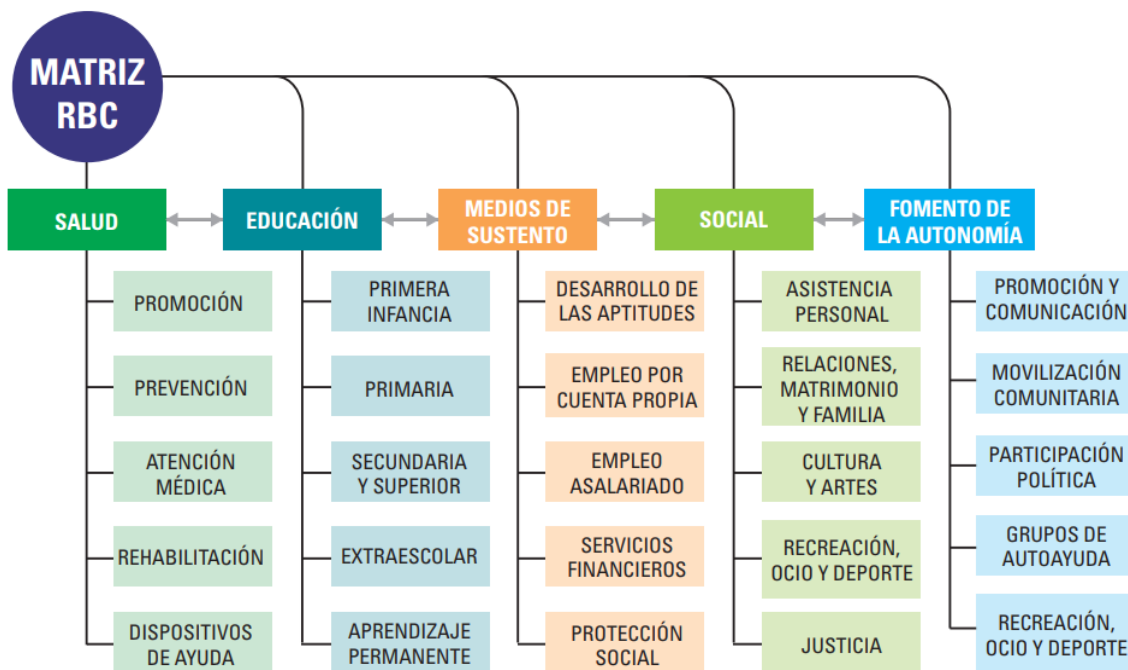 MATRIZ
RBC
SALUD
EDUCACIÓN
MEDIOS DE
SUSTENTO
SOCIAL
FOMENTO DE
LA AUTONOMÍA
PROMOCIÓN
PREVENCIÓN
ATENCIÓN
MÉDICA
REHABILITACIÓN
DISPOSITIVOS
DE AYUDA
PRIMERA
INFANCIA
PRIMARIA
SECUNDARIA
Y SUPERIOR
EXTRAESCOLAR
APRENDIZAJE
PERMANENTE
DESARROLLO DE
LAS APTITUDES
EMPLEO POR
CUENTA PROPIA
EMPLEO
ASALARIADO
SERVICIOS
FINANCIEROS
PROTECCIÓN
SOCIAL
ASISTENCIA
PERSONAL
RELACIONES,
MATRIMONIO
Y FAMILIA
CULTURA
Y ARTES
RECREACIÓN,
OCIO Y DEPORTE
JUSTICIA
PROMOCIÓN Y
COMUNICACIÓN
MOVILIZACIÓN
COMUNITARIA
PARTICIPACIÓN
POLÍTICA
GRUPOS DE
AUTOAYUDA
RECREACIÓN,
OCIO Y DEPORTE